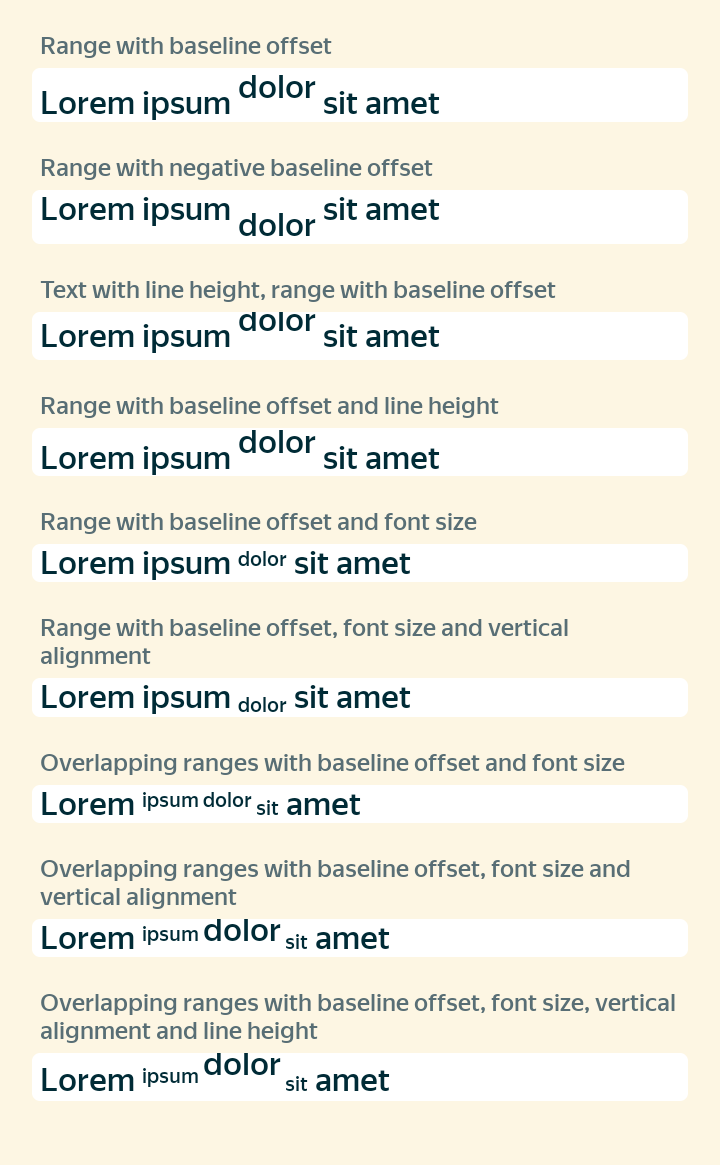 Range with baseline offset
Lorem ipsum dolor sit amet
Range with negative baseline offset
Lorem ipsum dolor sit amet
Text with line height, range with baseline offset
Lorem ipsum dolor sit amet
Range with baseline offset and line height
Lorem ipsum dolor sit amet
Range with baseline offset and font size
Lorem ipsum dolor sit amet
Range with baseline offset, font size and vertical
alignment
Lorem ipsum dolor sit amet
Overlapping ranges with baseline offset and font size
Lorem ipsum dolor sit amet
Overlapping ranges with baseline offset, font size and
vertical alignment
Lorem ipsum dolor sit amet
Overlapping ranges with baseline offset, font size, vertical
alignment and line height
Lorem ipsum dolor sit amet